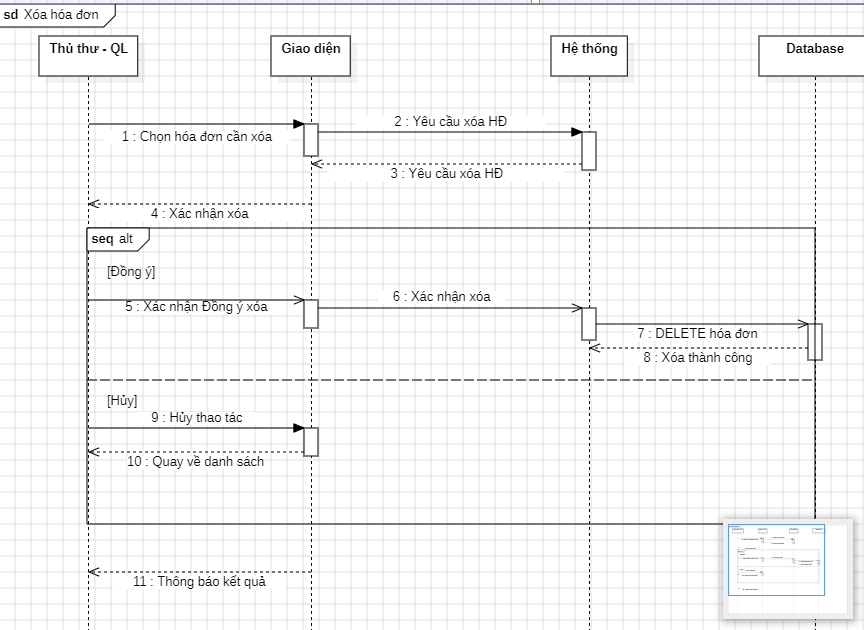 sd Xóa hóa đơn
Thủ thư - QL
Giao diện
Hệ thống
Database
1 : Chọn hóa đơn cần xóa
2 : Yêu cầu xóa HĐ
3 : Yêu cầu xóa HĐ
4 : Xác nhận xóa
seq alt
[Đồng ý]
5 : Xác nhận Đồng ý xóa
6 : Xác nhận xóa
7 : DELETE hóa đơn
8 : Xóa thành công
[Hủy]
9 : Hủy thao tác
10 : Quay về danh sách
11 : Thông báo kết quả